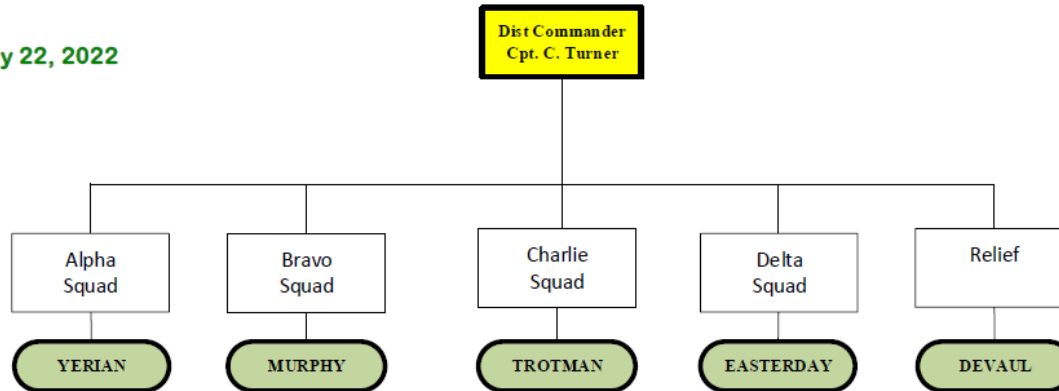 Dist Commander
Cpt. C. Turner
y 22, 2022
Alpha
Squad
Bravo
Squad
Charlie
Squad
Delta
Squad
Relief
YERIAN
MURPHY
TROTMAN
EASTERDAY
DEVAUL